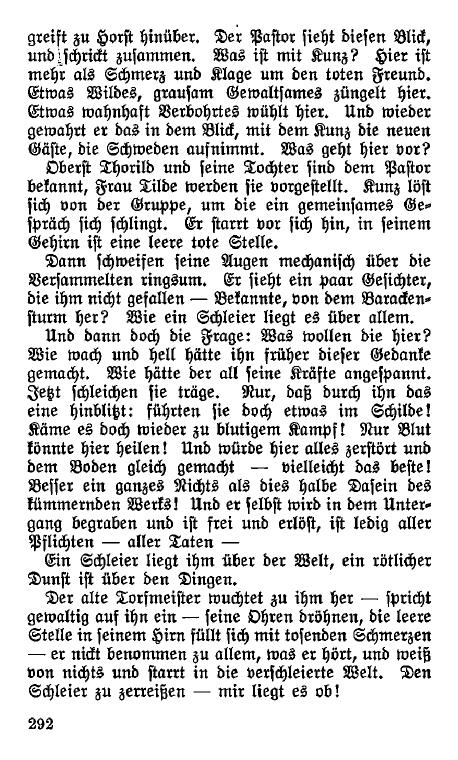 greift zu Horst hinüber. Der Pastor sieht diesen Blick,
und schrickt zusammen. Was ist mit Kunz? Hier ist
mehr als Schmerz und Klage um den toten Freund.
Etwas Wildes, grausam Gewaltsames züngelt hier.
Etwas wahnhaft Verbohrtes wühlt hier. Und wieder
gewahrt er das in dem Blick, mit dem Kunz die neuen
Gäste, die Schweden aufnimmt. Was geht hier vor?
Oberst Thorild und seine Tochter sind dem Pastor
bekannt, Frau Tilde werden sie vorgestellt. Kunz löst
sich von der Gruppe, um die ein gemeinsames Ge-
spräch sich schlingt. Er starrt vor sich hin, in seinem
Gehirn ist eine leere tote Stelle.
Dann schweifen seine Augen mechanisch über die
Versammelten ringsum. Er sieht ein paar Gesichter,
die ihm nicht gefallen — Bekannte, von dem Baracken-
sturm her? Wie ein Schleier liegt es über allem.
Und dann doch die Frage: Was wollen die hier?
Wie wach und hell hätte ihn früher dieser Gedanke
gemacht. Wie hätte der all seine Kräfte angespannt.
Jetzt schleichen sie träge. Nur, daß durch ihn das
eine hinblitzt: führten sie doch etwas im Schilde!
Käme es doch wieder zu blutigem Kampf! Nur Blut
könnte hier heilen! Und würde hier alles zerstört und
dem Boden gleich gemacht — vielleicht das beste!
Besser ein ganzes Nichts als dies halbe Dasein des
kümmernden Werks! Und er selbst wird in dem Unter-
gang begraben und ist frei und erlöst, ist ledig aller
Pflichten — aller Taten —
Ein Schleier liegt ihm über der Welt, ein rötlicher
Dunst ist über den Dingen.
Der alte Torfmeister wuchtet zu ihm her — spricht
gewaltig auf ihn ein — seine Ohren dröhnen, die leere
Stelle in seinem Hirn füllt sich mit tosenden Schmerzen
— er nickt benommen zu allem, was er hört, und weiß
von nichts und starrt in die verschleierte Welt. Den
Schleier zu zerreißen — mir liegt es ob!
292